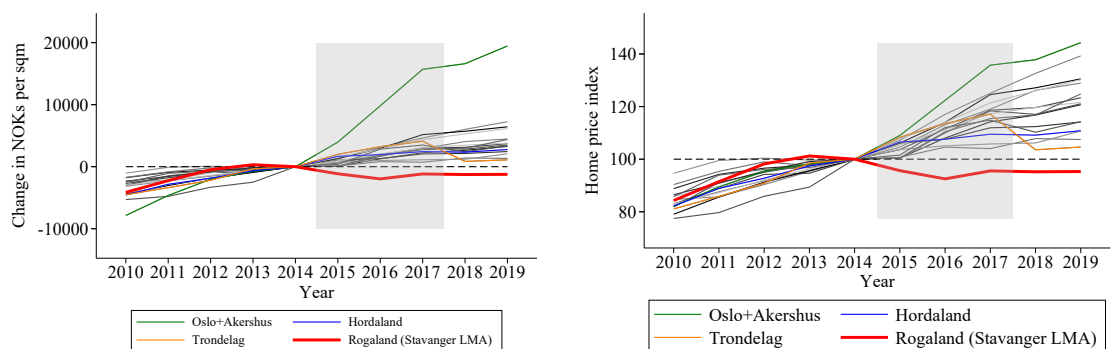 Change in NOKs per sqm
20000
10000
0
-10000
2010 2011 2012 2013 2014 2015 2016 2017 2018 2019
Year
Oslo+Akershus Hordaland
Trondelag Rogaland (Stavanger LMA)
Home price index
140
120
100
80
2010 2011 2012 2013 2014 2015 2016 2017 2018 2019
Year
Oslo+Akershus Hordaland
Trondelag Rogaland (Stavanger LMA)